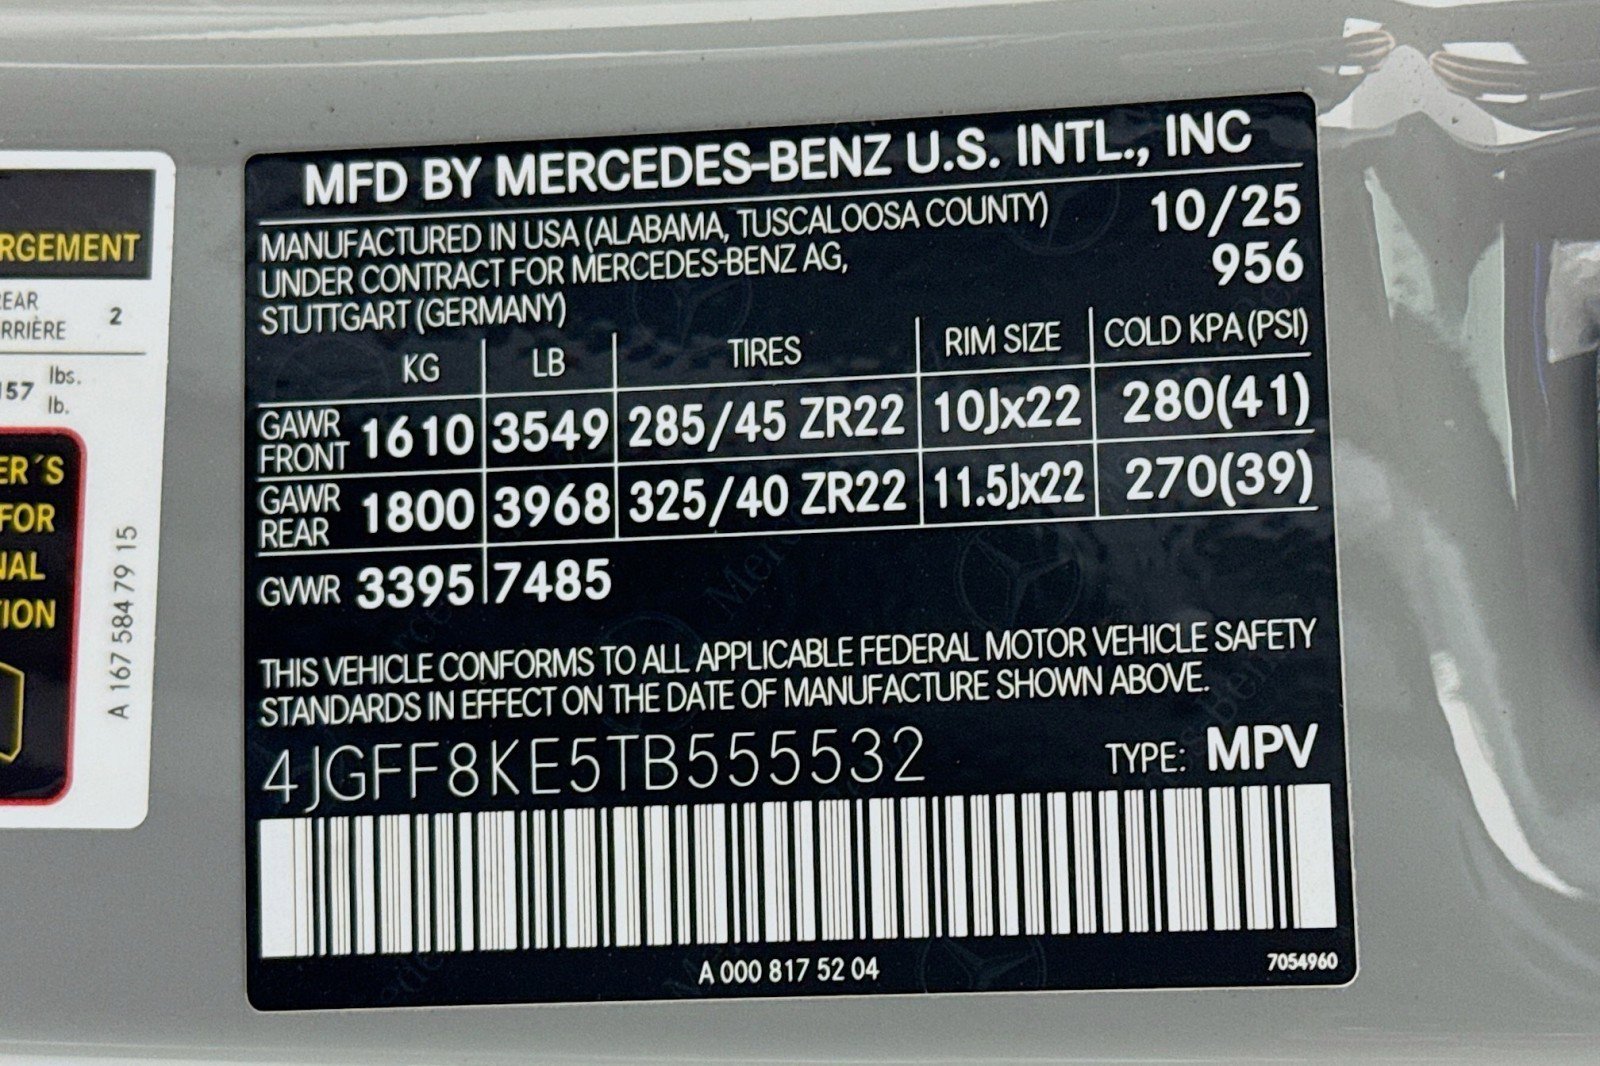 RGEMENT
EAR
RRIÈRE 2
157 lbs.
lb.
ER´S
FOR
NAL
TION
A 167 584 79 15
MFD BY MERCEDES-BENZ U.S. INTL., INC
MANUFACTURED IN USA (ALABAMA, TUSCALOOSA COUNTY) 10/25
UNDER CONTRACT FOR MERCEDES-BENZ AG, 956
STUTTGART (GERMANY)
KG LB TIRES RIM SIZE COLD KPA (PSI)
GAWR FRONT 1610 3549 285/45 ZR22 10Jx22 280(41)
GAWR REAR 1800 3968 325/40 ZR22 11.5Jx22 270(39)
GVWR 3395 7485
THIS VEHICLE CONFORMS TO ALL APPLICABLE FEDERAL MOTOR VEHICLE SAFETY
STANDARDS IN EFFECT ON THE DATE OF MANUFACTURE SHOWN ABOVE.
4JGFF8KE5TB555532 TYPE: MPV
A 000 817 52 04 7054960